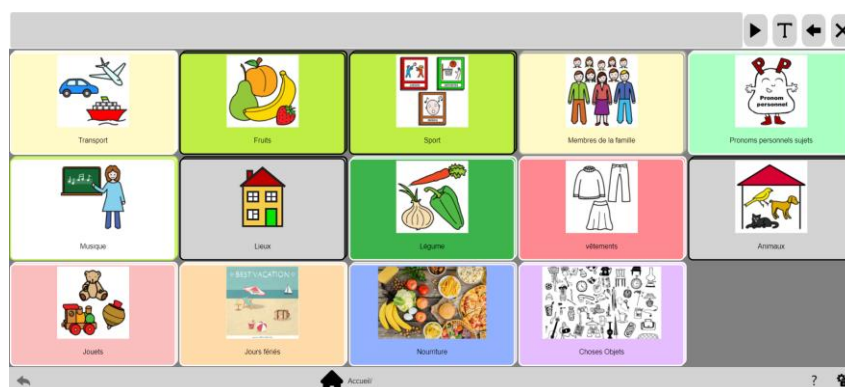 T
Transport
Fruits
Sport
Membres de la famille
Pronom
personnel
Pronoms personnels sujets
Musique
Lieux
Légume
vêtements
Animaux
BEST VACATION
Jouets
Jours fériés
Nourriture
Choses Objets
Accueil/
?